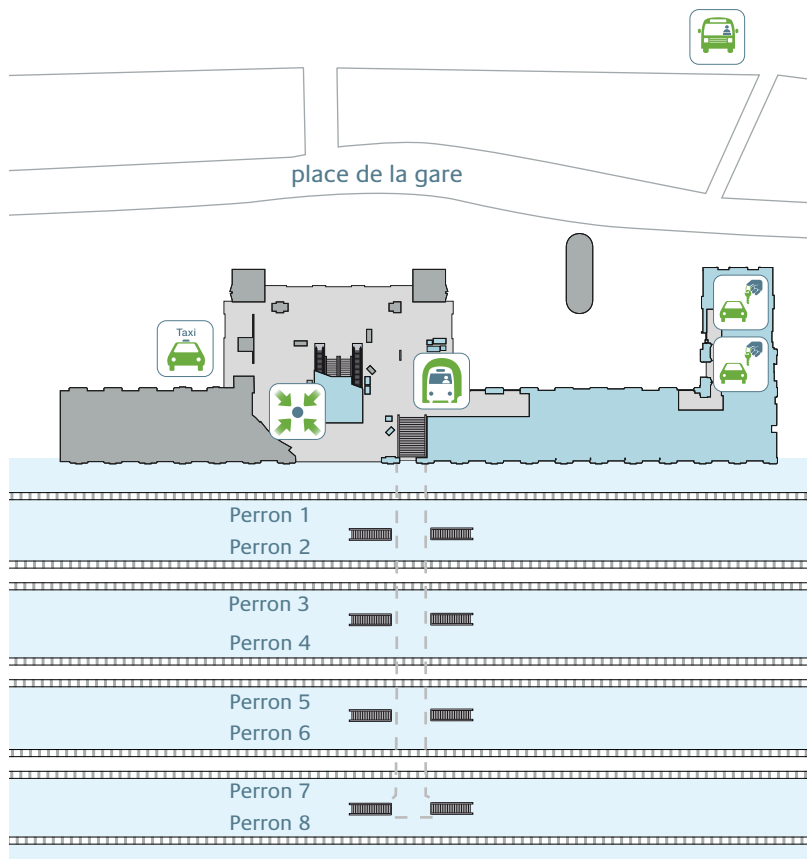 place de la gare
Taxi
Perron 1
Perron 2
Perron 3
Perron 4
Perron 5
Perron 6
Perron 7
Perron 8